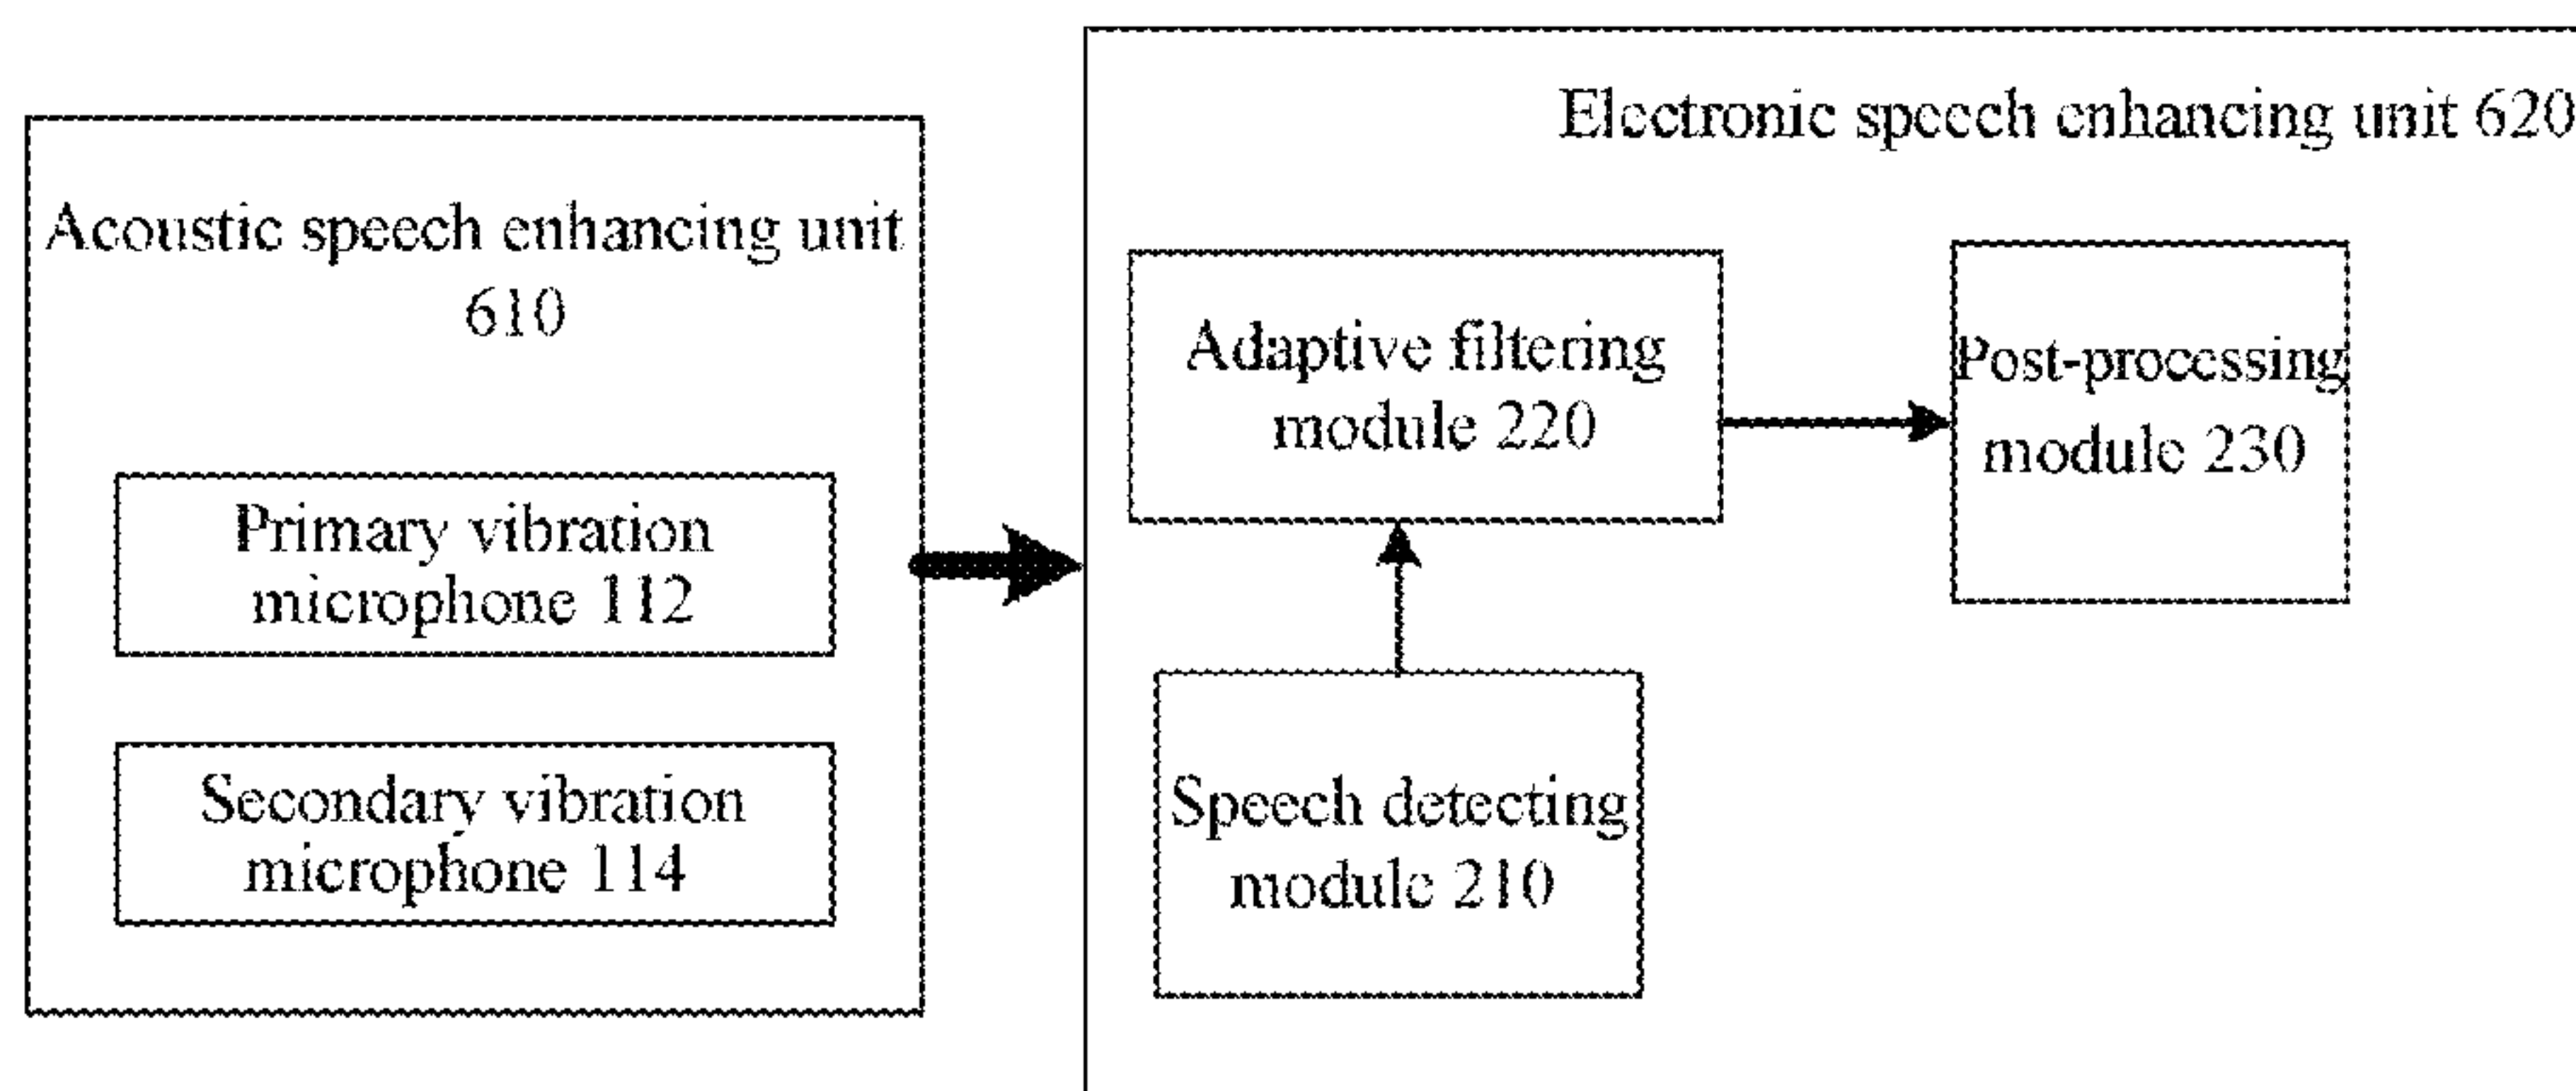 Acoustic speech enhancing unit
610
Primary vibration
microphone 112
Secondary vibration
microphone 114
Electronic speech enhancing unit 620
Adaptive filtering
module 220
Post-processing
module 230
Speech detecting
module 210